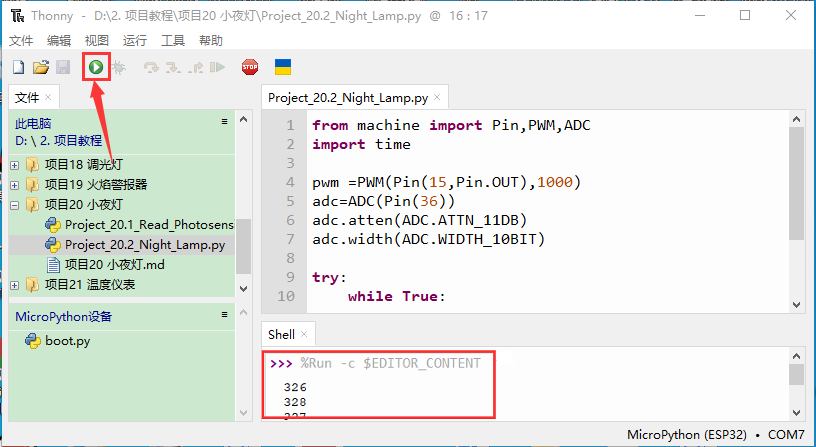 Thonny - D:\2. 项目教程\项目20 小夜灯\Project_20.2_Night_Lamp.py @ 16 : 17
文件 编辑 视图 运行 工具 帮助
STOP
文件 ×
此电脑
D: \ 2. 项目教程
项目18 调光灯
项目19 火焰警报器
项目20 小夜灯
Project_20.1_Read_Photosens
Project_20.2_Night_Lamp.py
项目20 小夜灯.md
项目21 温度仪表
MicroPython设备
boot.py
Project_20.2_Night_Lamp.py ×
1 from machine import Pin,PWM,ADC
2 import time
3
4 pwm =PWM(Pin(15,Pin.OUT),1000)
5 adc=ADC(Pin(36))
6 adc.atten(ADC.ATTN_11DB)
7 adc.width(ADC.WIDTH_10BIT)
8
9 try:
10 while True:
Shell ×
>>> %Run -c $EDITOR_CONTENT
326
328
327
MicroPython (ESP32) • COM7